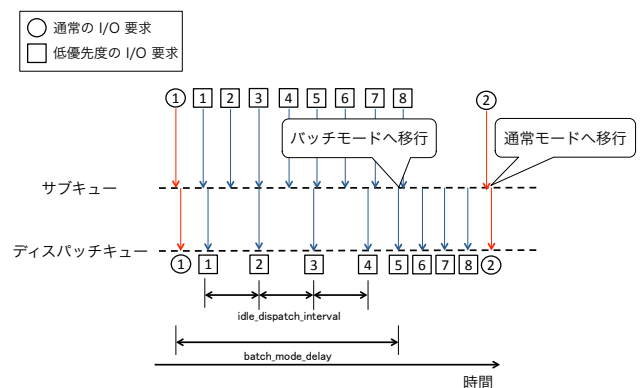 通常の I/O 要求
低優先度の I/O 要求
1 1 2 3 4 5 6 7 8 2
バッチモードへ移行
通常モードへ移行
サブキュー
ディスパッチキュー
1 1 2 3 4 5 6 7 8 2
idle_dispatch_interval
batch_mode_delay
時間